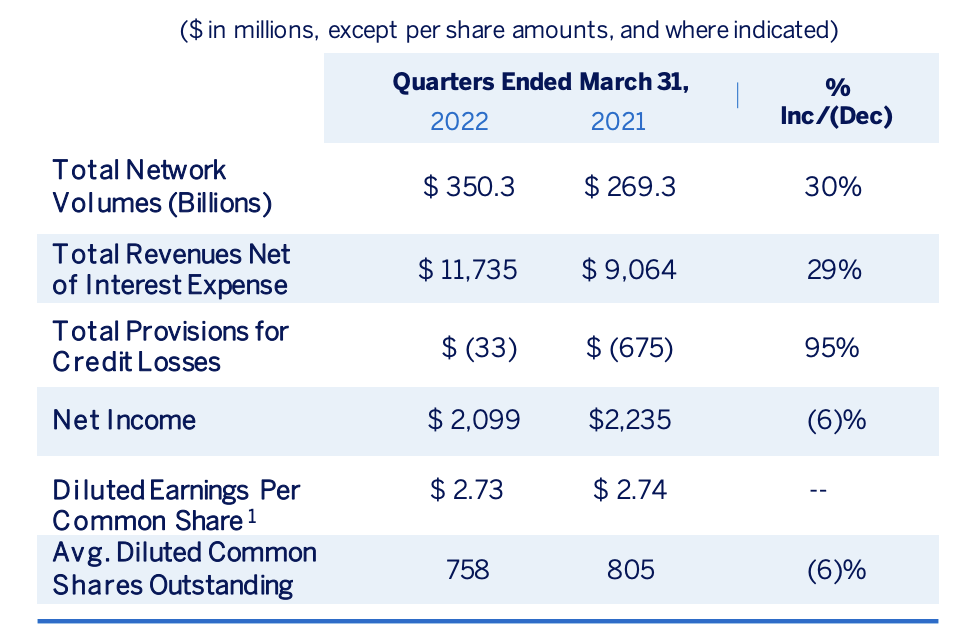 ($ in millions, except per share amounts, and where indicated)
Quarters Ended March 31,
%
Inc/(Dec)
2022 2021
Total Network
Volumes (Billions)
$ 350.3 $ 269.3 30%
Total Revenues Net
of Interest Expense
$ 11,735 $ 9,064 29%
Total Provisions for
Credit Losses
$ (33) $ (675) 95%
Net Income $ 2,099 $2,235 (6)%
Diluted Earnings Per
Common Share1
$ 2.73 $ 2.74 --
Avg. Diluted Common
Shares Outstanding
758 805 (6)%